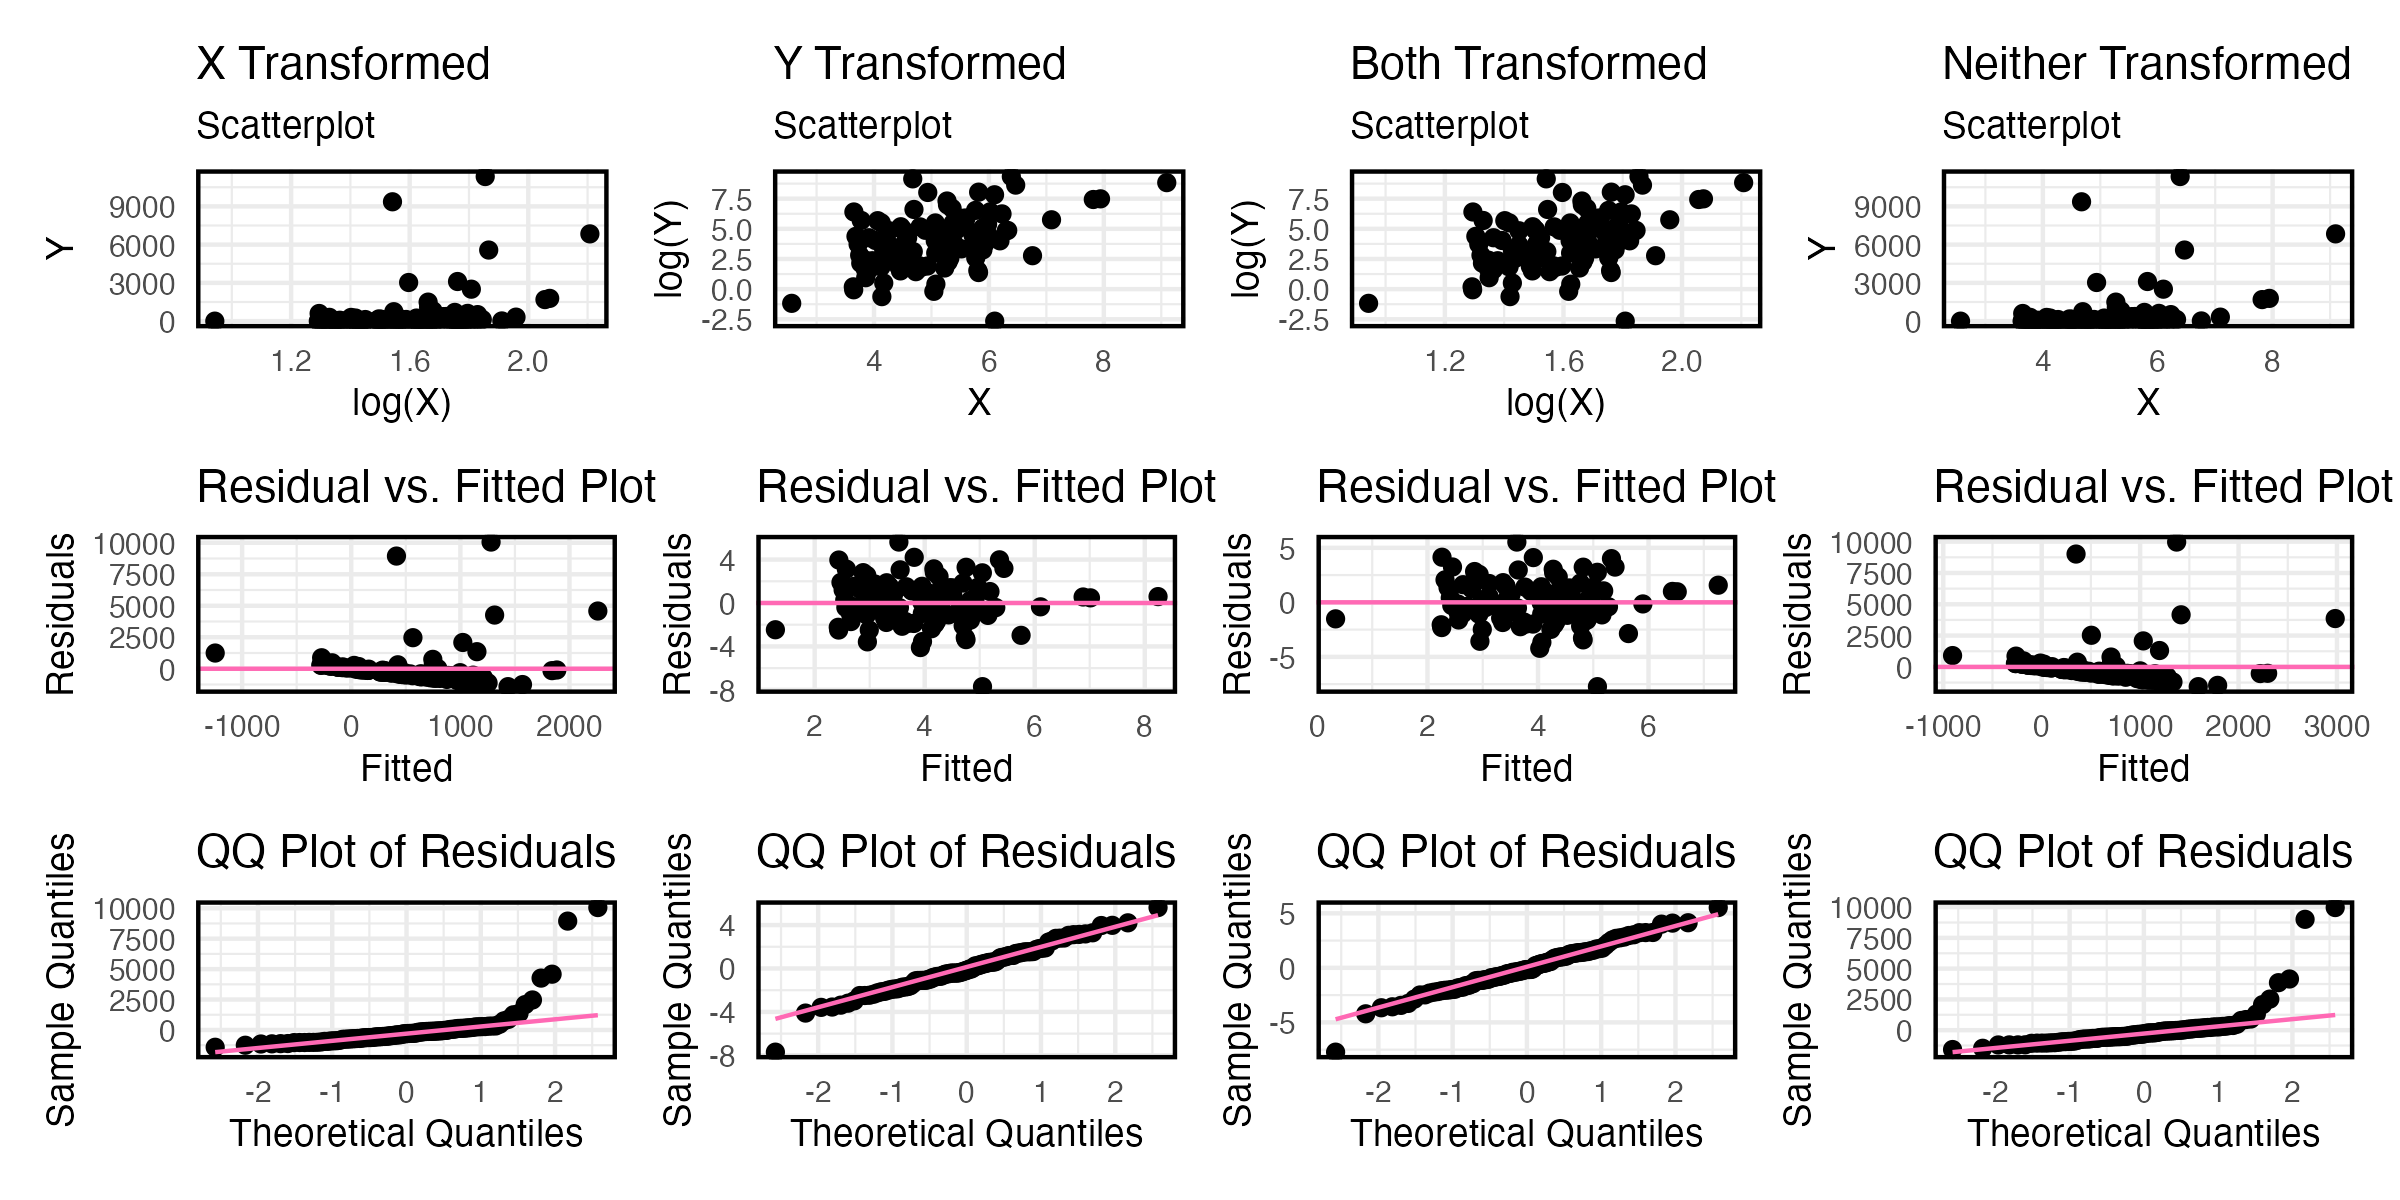 X Transformed
Y Transformed
Both Transformed
Neither Transformed
Scatterplot
Scatterplot
Scatterplot
Scatterplot
Y
9000
6000
3000
0
1.2 1.6 2.0
log(X)
log(Y)
7.5
5.0
2.5
0.0
-2.5
4 6 8
X
log(Y)
7.5
5.0
2.5
0.0
-2.5
1.2 1.6 2.0
log(X)
Y
9000
6000
3000
0
4 6 8
X
Residual vs. Fitted Plot
Residual vs. Fitted Plot
Residual vs. Fitted Plot
Residual vs. Fitted Plot
Residuals
10000
7500
5000
2500
0
-1000 0 1000 2000
Fitted
Residuals
4
0
-4
-8
2 4 6 8
Fitted
Residuals
5
0
-5
0 2 4 6
Fitted
Residuals
10000
7500
5000
2500
0
-1000 0 1000 2000 3000
Fitted
QQ Plot of Residuals
QQ Plot of Residuals
QQ Plot of Residuals
QQ Plot of Residuals
Sample Quantiles
10000
7500
5000
2500
0
-2 -1 0 1 2
Theoretical Quantiles
Sample Quantiles
4
0
-4
-8
-2 -1 0 1 2
Theoretical Quantiles
Sample Quantiles
5
0
-5
-2 -1 0 1 2
Theoretical Quantiles
Sample Quantiles
10000
7500
5000
2500
0
-2 -1 0 1 2
Theoretical Quantiles